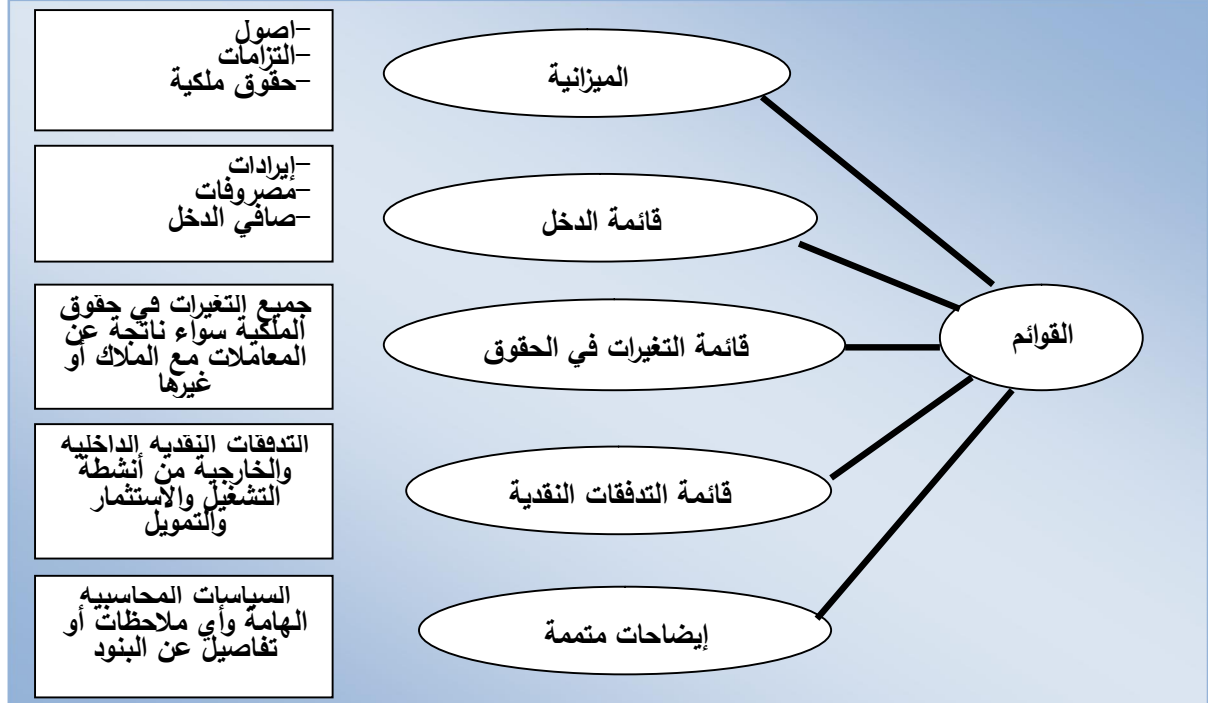 القوائم
الميزانية
-اصول
-التزامات
-حقوق ملكية
قائمة الدخل
-إيرادات
-مصروفات
-صافي الدخل
قائمة التغيرات في الحقوق
جميع التغيرات في حقوق
الملكية سواء ناتجة عن
المعاملات مع الملاك أو
غيرها
قائمة التدفقات النقدية
التدفقات النقديه الداخليه
والخارجية من أنشطة
التشغيل والاستثمار
والتمويل
إيضاحات متممة
السياسات المحاسبيه
الهامة وأي ملاحظات أو
تفاصيل عن البنود